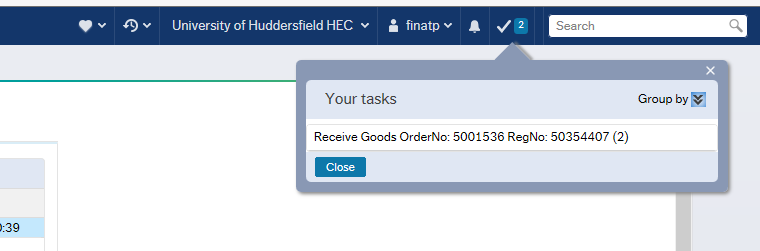 University of Huddersfield HEC finatp 2 Search
Your tasks Group by
Receive Goods OrderNo: 5001536 RegNo: 50354407 (2)
Close
:39